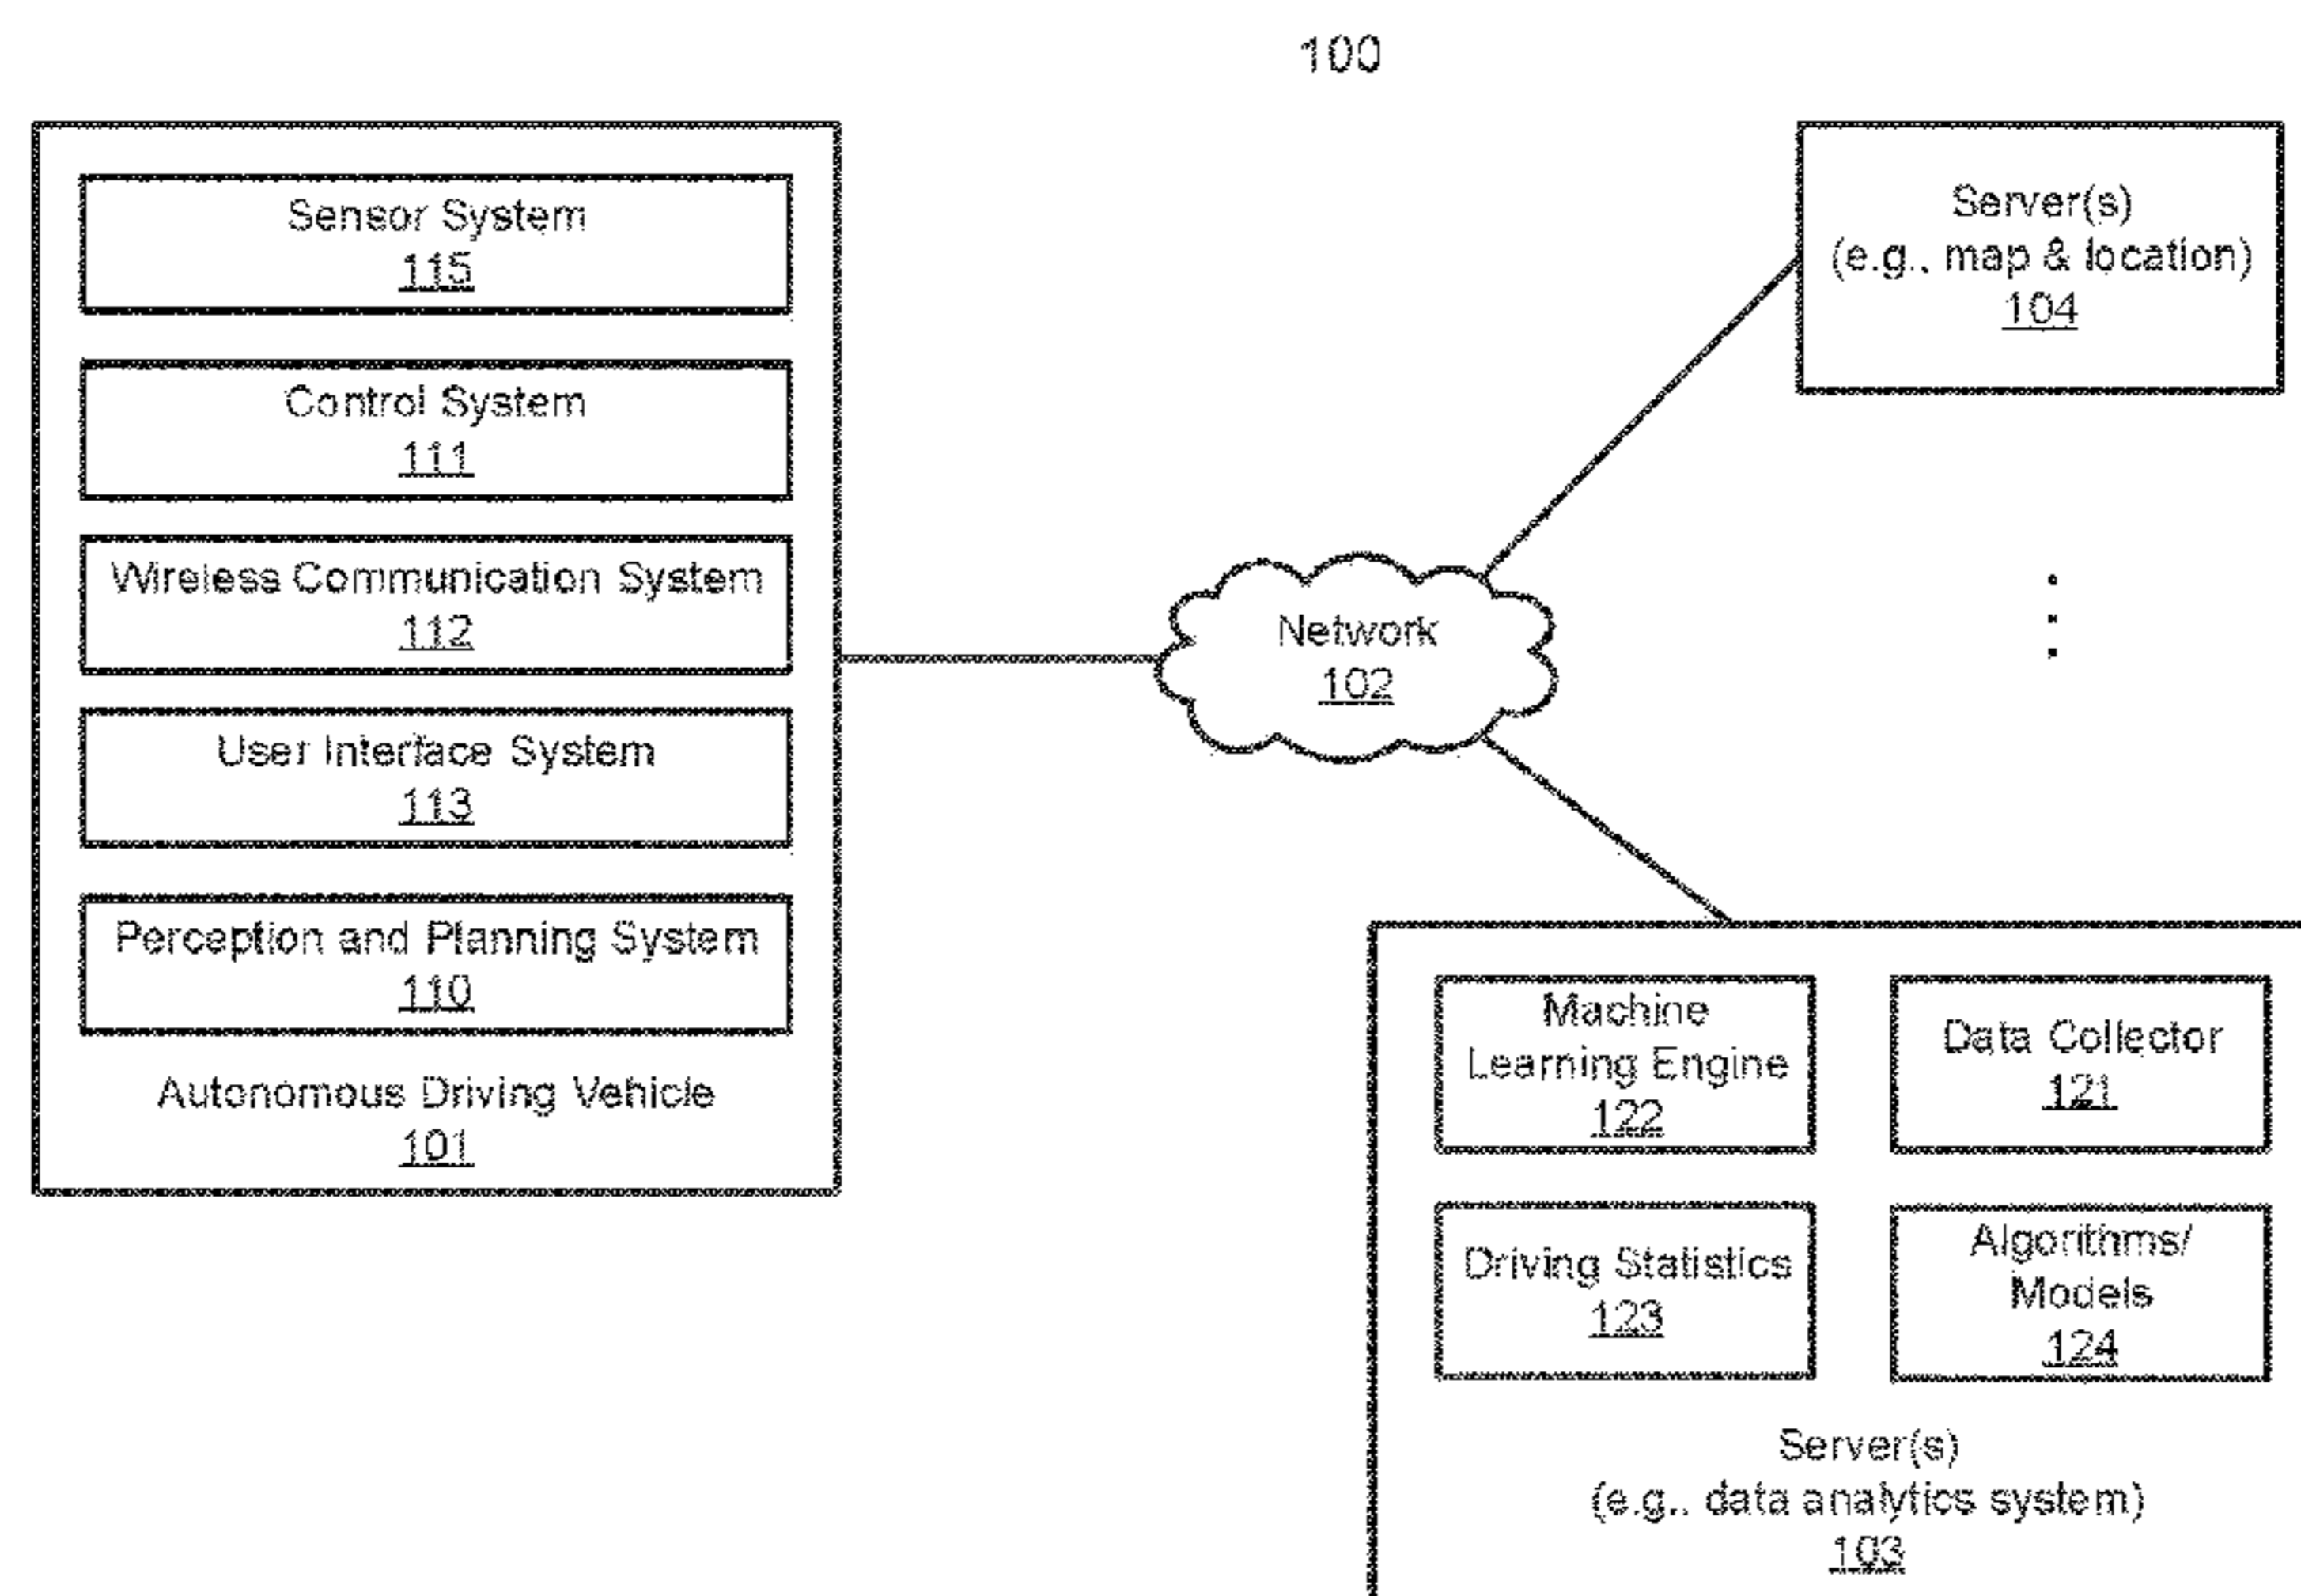 100
Sensor System
115
Control System
111
Wireless Communication System
112
User Interface System
113
Perception and Planning System
110
Autonomous Driving Vehicle
101
Network
102
Server(s)
(e.g., map & location)
104
Machine
Learning Engine
122
Data Collector
121
Driving Statistics
123
Algorithms/
Models
124
Server(s)
(e.g., data analytics system)
103